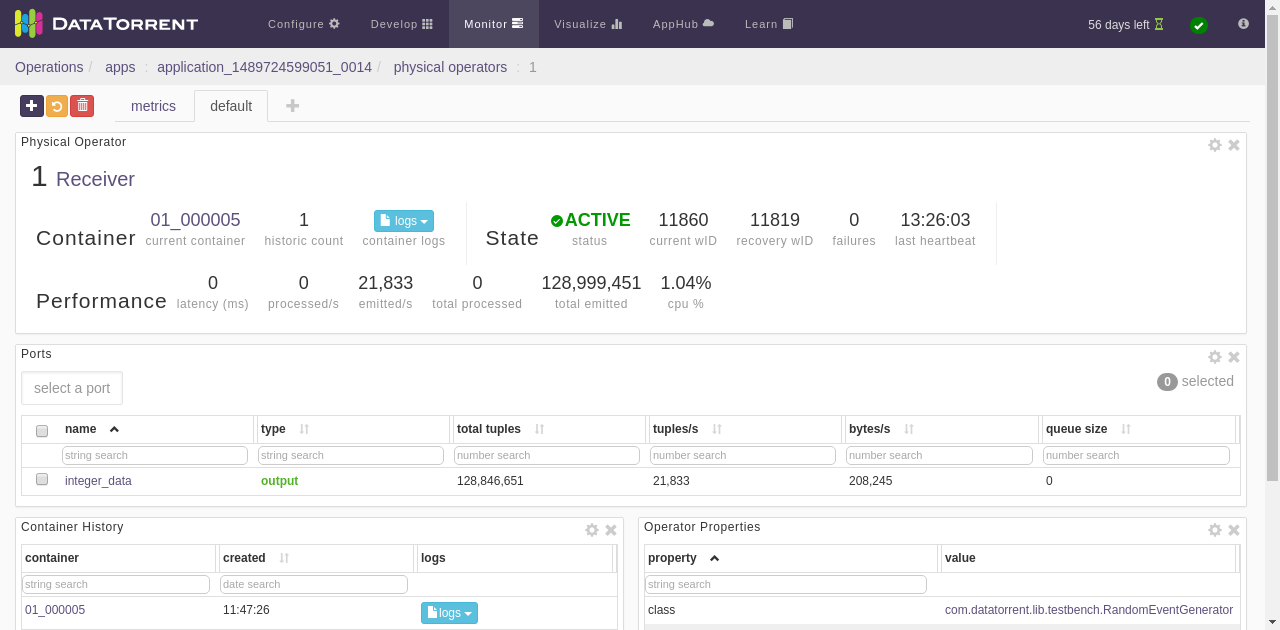 DATATORRENT Configure Develop Monitor Visualize AppHub Learn 56 days left
Operations / apps : application_1489724599051_0014 / physical operators : 1
metrics default
Physical Operator
1 Receiver
Container 01_000005 current container 1 historic count logs container logs State ACTIVE status 11860 current wID 11819 recovery wID 0 failures 13:26:03 last heartbeat
Performance 0 latency (ms) 0 processed/s 21,833 emitted/s 0 total processed 128,999,451 total emitted 1.04% cpu %
Ports
select a port 0 selected
name type total tuples tuples/s bytes/s queue size
string search string search number search number search number search number search
integer_data output 128,846,651 21,833 208,245 0
Container History
container created logs
string search date search
01_000005 11:47:26 logs
Operator Properties
property value
string search
class com.datatorrent.lib.testbench.RandomEventGenerator